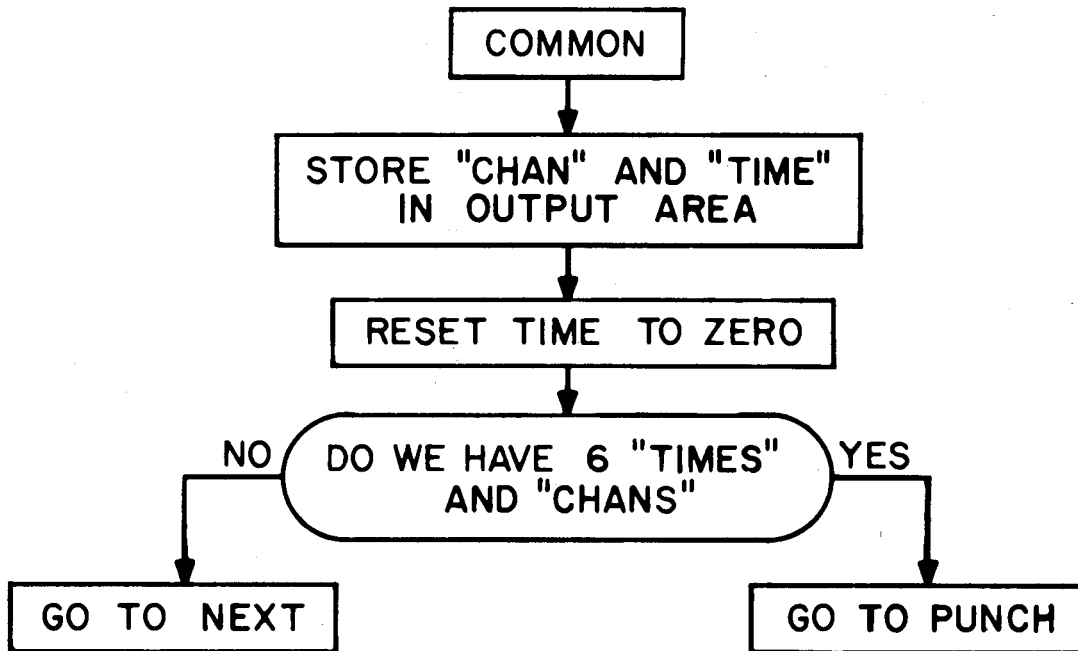 COMMON
STORE "CHAN" AND "TIME"
IN OUTPUT AREA
RESET TIME TO ZERO
NO
DO WE HAVE 6 "TIMES"
AND "CHANS"
YES
GO TO NEXT
GO TO PUNCH